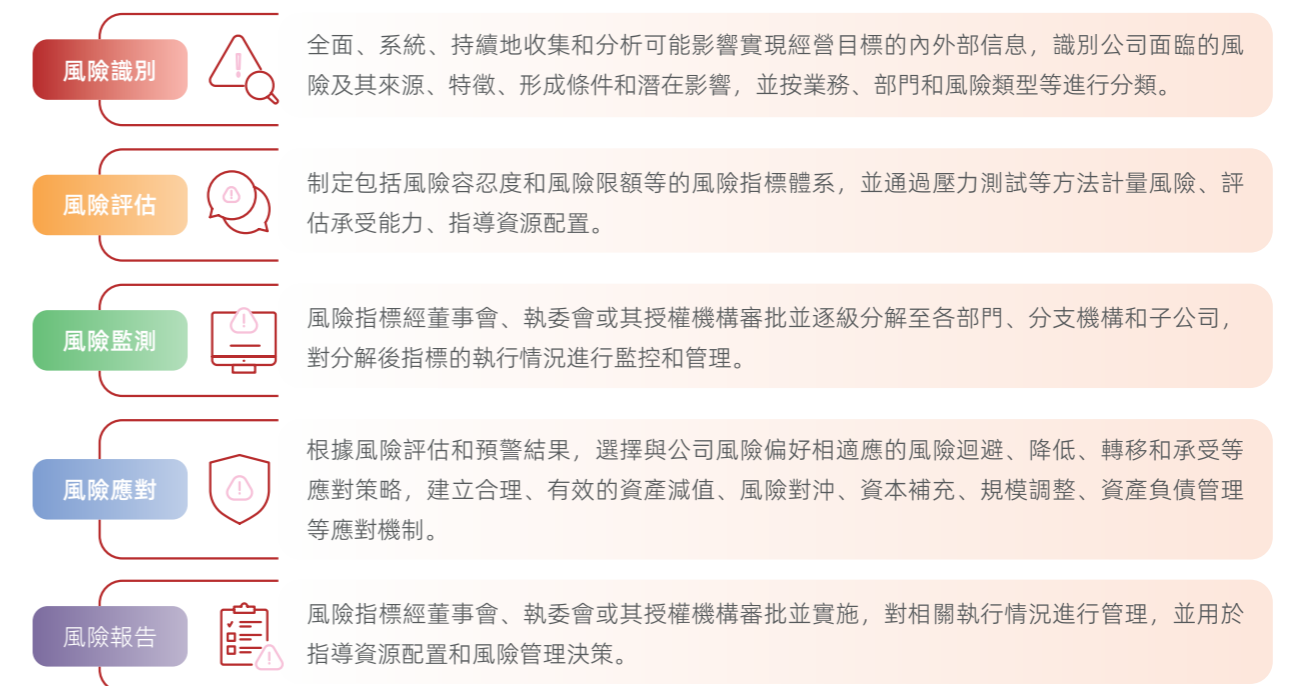 風險識別
全面、系統、持續地收集和分析可能影響實現經營目標的內外部信息，識別公司面臨的風
險及其來源、特徵、形成條件和潛在影響，並按業務、部門和風險類型等進行分類。
風險評估
制定包括風險容忍度和風險限額等的風險指標體系，並通過壓力測試等方法計量風險、評
估承受能力、指導資源配置。
風險監測
風險指標經董事會、執委會或其授權機構審批並逐級分解至各部門、分支機構和子公司，
對分解後指標的執行情況進行監控和管理。
風險應對
根據風險評估和預警結果，選擇與公司風險偏好相適應的風險迴避、降低、轉移和承受等
應對策略，建立合理、有效的資產減值、風險對沖、資本補充、規模調整、資產負債管理
等應對機制。
風險報告
風險指標經董事會、執委會或其授權機構審批並實施，對相關執行情況進行管理，並用於
指導資源配置和風險管理決策。